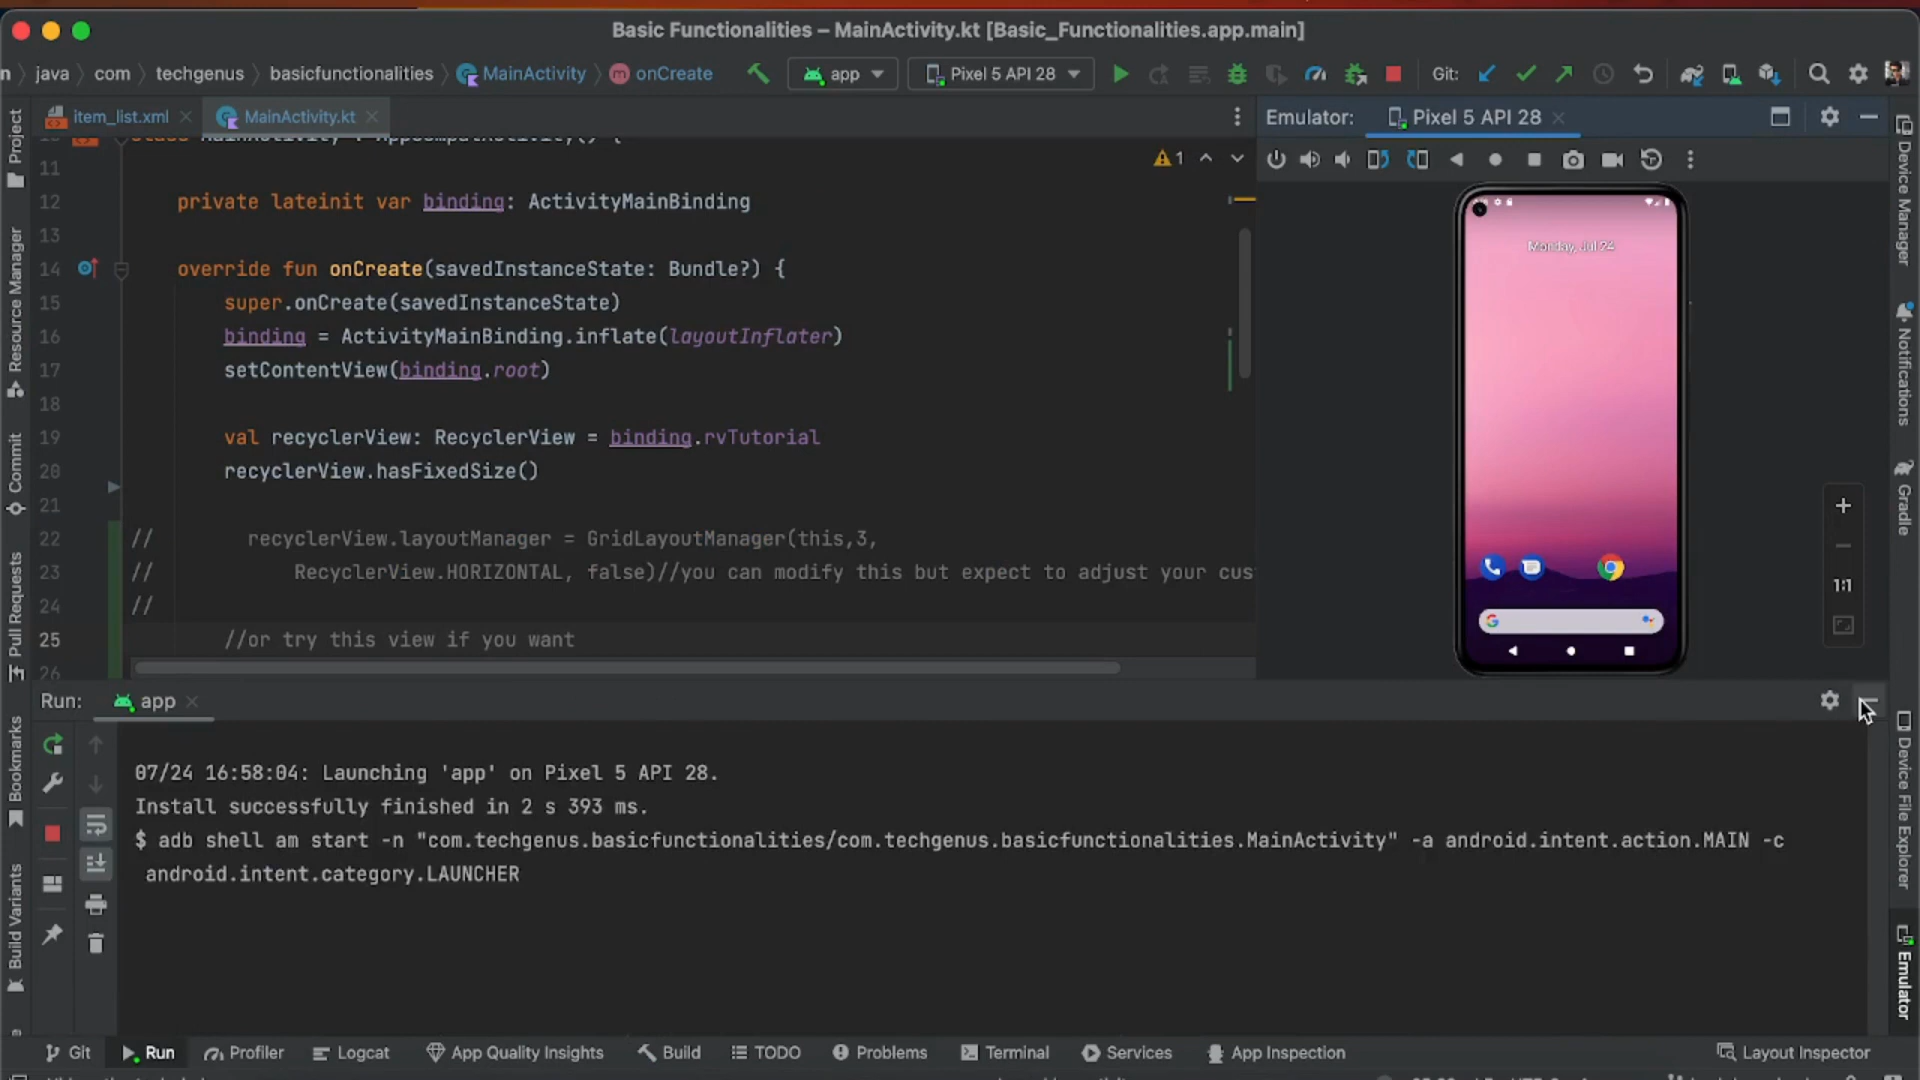 Basic Functionalities – MainActivity.kt [Basic_Functionalities.app.main]
n java com techgenus basicfunctionalities MainActivity onCreate app Pixel 5 API 28 Git:
item_list.xml MainActivity.kt
Emulator: Pixel 5 API 28
1
11
12 private lateinit var binding: ActivityMainBinding
13
14 override fun onCreate(savedInstanceState: Bundle?) {
15 super.onCreate(savedInstanceState)
16 binding = ActivityMainBinding.inflate(layoutInflater)
17 setContentView(binding.root)
18
19 val recyclerView: RecyclerView = binding.rvTutorial
20 recyclerView.hasFixedSize()
21
22 // recyclerView.layoutManager = GridLayoutManager(this,3,
23 // RecyclerView.HORIZONTAL, false)//you can modify this but expect to adjust your cus
24 //
25 //or try this view if you want
26
Monday, Jul 24
1:1
Run: app
07/24 16:58:04: Launching 'app' on Pixel 5 API 28.
Install successfully finished in 2 s 393 ms.
$ adb shell am start -n "com.techgenus.basicfunctionalities/com.techgenus.basicfunctionalities.MainActivity" -a android.intent.action.MAIN -c
android.intent.category.LAUNCHER
Project
Resource Manager
Commit
Pull Requests
Bookmarks
Build Variants
Device Manager
Notifications
Gradle
Device File Explorer
Emulator
Git Run Profiler Logcat App Quality Insights Build TODO Problems Terminal Services App Inspection Layout Inspector